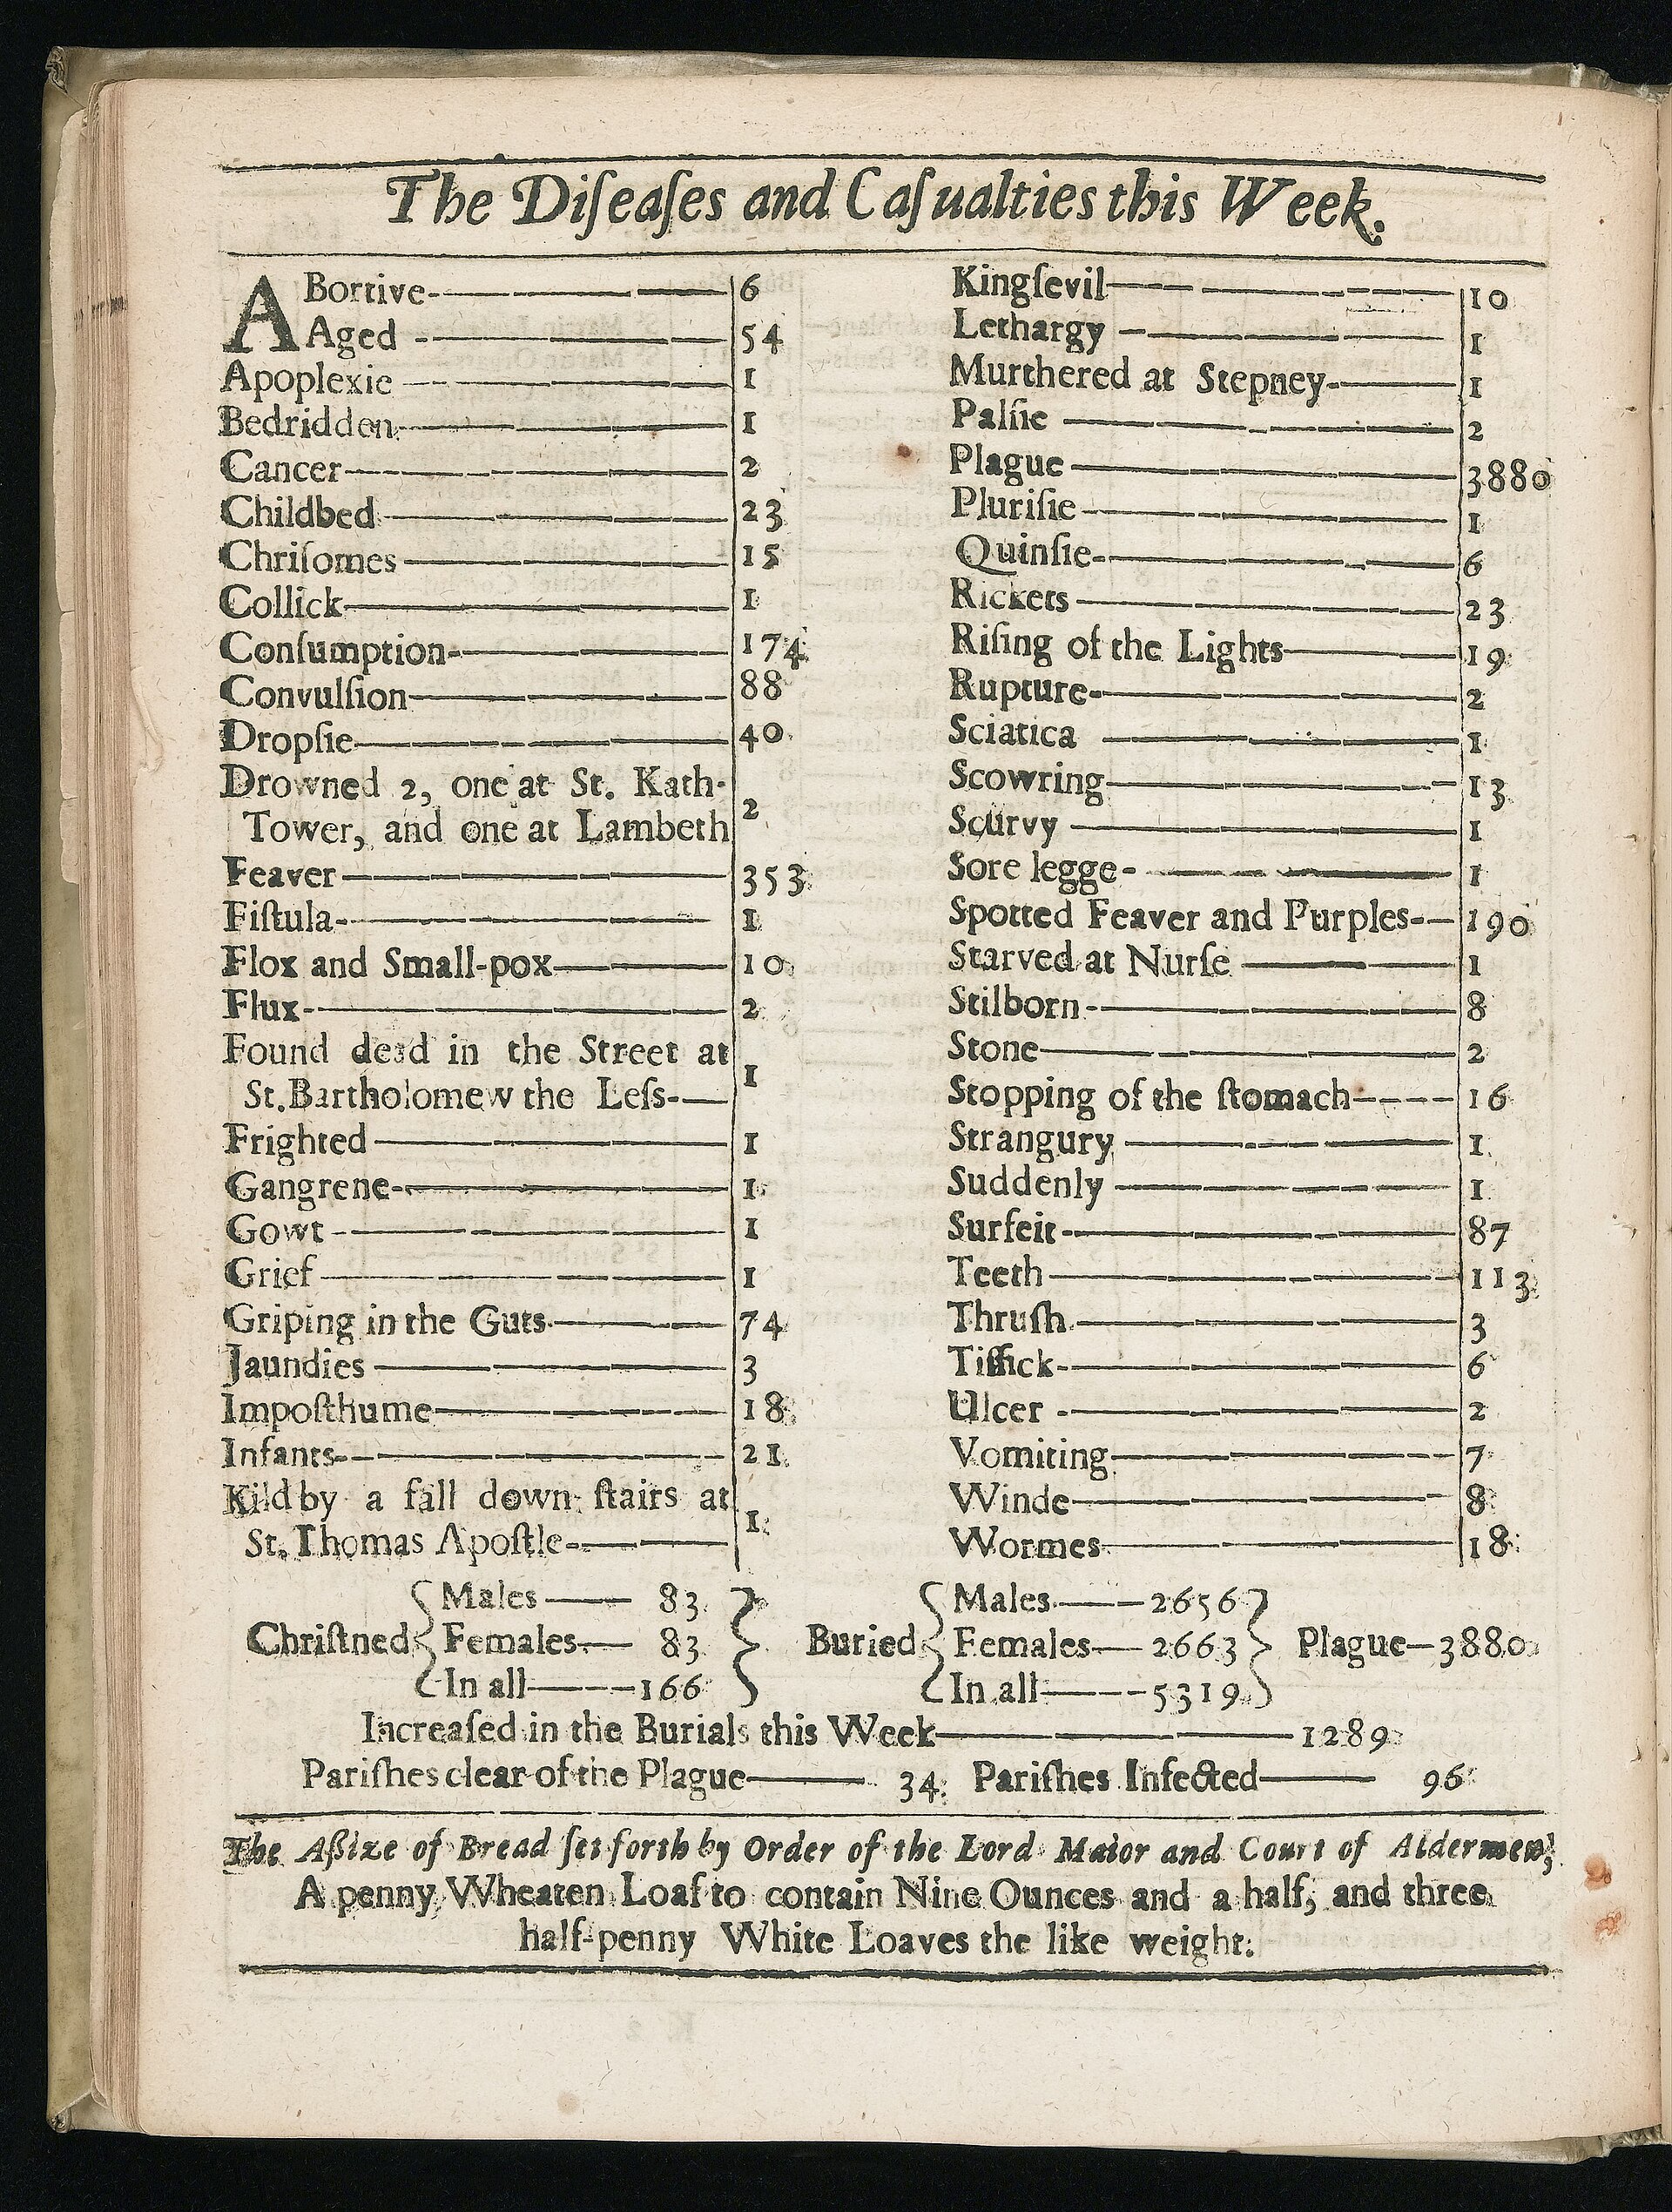 The Diſeaſes and Caſualties this Week.
ABortive 6
Aged 54
Apoplexie 1
Bedridden 1
Cancer 2
Childbed 23
Chriſomes 15
Collick 1
Conſumption 174
Convulſion 88
Dropſie 40
Drowned 2, one at St. Kath-
Tower, and one at Lambeth 2
Feaver 353
Fiſtula 1
Flox and Small-pox 10
Flux 2
Found dead in the Street at
St. Bartholomew the Leſs 1
Frighted 1
Gangrene 1
Gowt 1
Grief 1
Griping in the Guts 74
Jaundies 3
Impoſthume 18
Infants 21
Kild by a fall down ſtairs at
St. Thomas Apoſtle 1
Kingſevil 10
Lethargy 1
Murthered at Stepney 1
Palſie 2
Plague 3880
Pluriſie 1
Quinſie 6
Rickets 23
Riſing of the Lights 19
Rupture 2
Sciatica 1
Scowring 13
Scurvy 1
Sore legge 1
Spotted Feaver and Purples 190
Starved at Nurſe 1
Stilborn 8
Stone 2
Stopping of the ſtomach 16
Strangury 1
Suddenly 1
Surfeit 87
Teeth 113
Thruſh 3
Tiſſick 6
Ulcer 2
Vomiting 7
Winde 8
Wormes 18
Males 83 Males 2656
Chriſtned Females 83 Buried Females 2663 Plague 3880
In all 166 In all 5319
Increaſed in the Burials this Week 1289
Pariſhes clear of the Plague 34 Pariſhes Infected 96
The Aßize of Bread ſet forth by Order of the Lord Maior and Court of Aldermen,
A penny Wheaten Loaf to contain Nine Ounces and a half, and three
half-penny White Loaves the like weight.